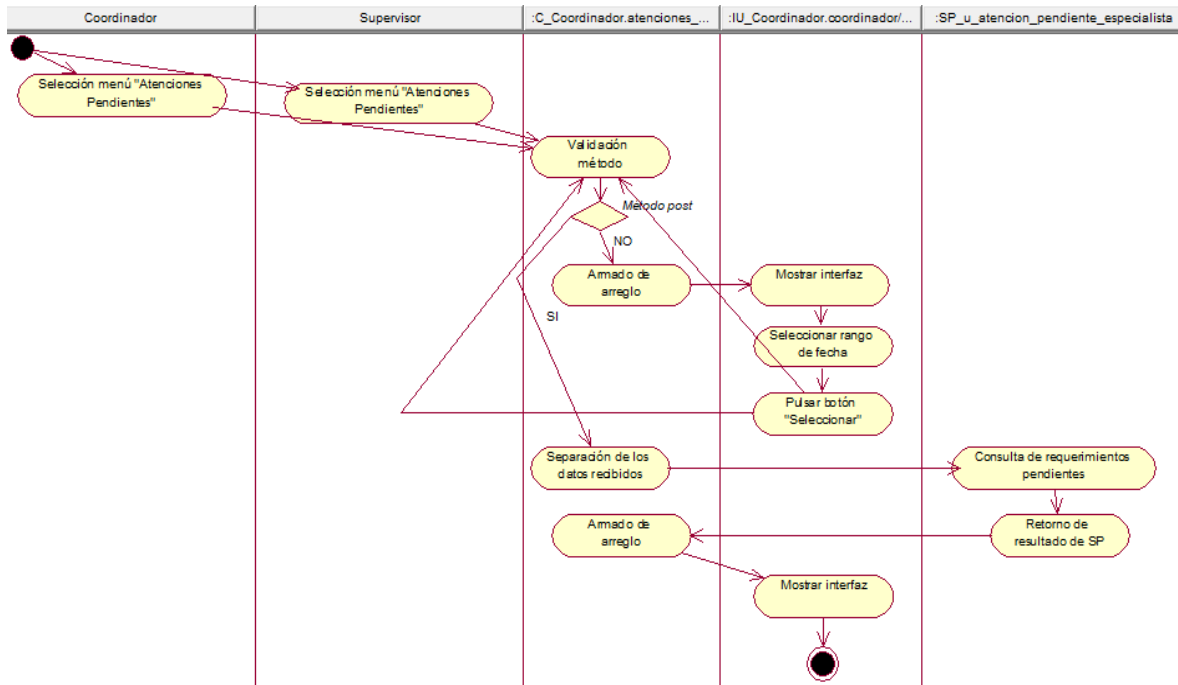 Coordinador
Supervisor
:C_Coordinador.atenciones_...
:IU_Coordinador.coordinador/...
:SP_u_atencion_pendiente_especialista
Selección menú "Atenciones
Pendientes"
Selección menú "Atenciones
Pendientes"
Validación
método
Metodo post
NO
Armado de
arreglo
Mostrar interfaz
SI
Seleccionar rango
de fecha
Pulsar botón
"Seleccionar"
Separación de los
datos recibidos
Consulta de requerimientos
pendientes
Armado de
arreglo
Retorno de
resultado de SP
Mostrar interfaz